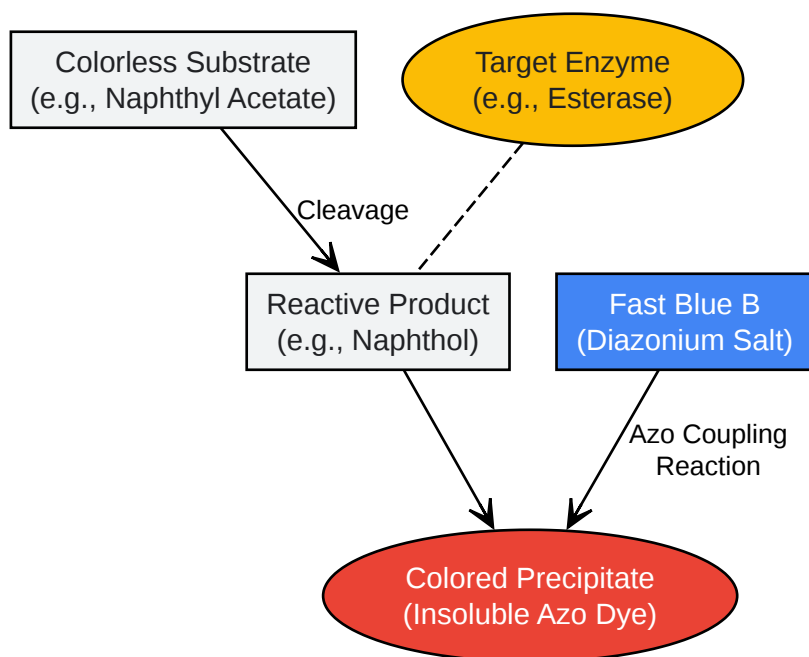 Colorless Substrate
(e.g., Naphthyl Acetate)
Target Enzyme
(e.g., Esterase)
Cleavage
Reactive Product
(e.g., Naphthol)
Fast Blue B
(Diazonium Salt)
Azo Coupling
Reaction
Colored Precipitate
(Insoluble Azo Dye)